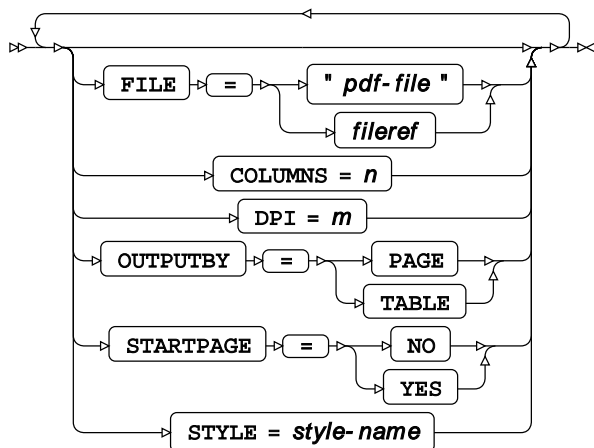 FILE = " pdf-file "
fileref
COLUMNS = n
DPI = m
OUTPUTBY = PAGE
TABLE
STARTPAGE = NO
YES
STYLE = style-name